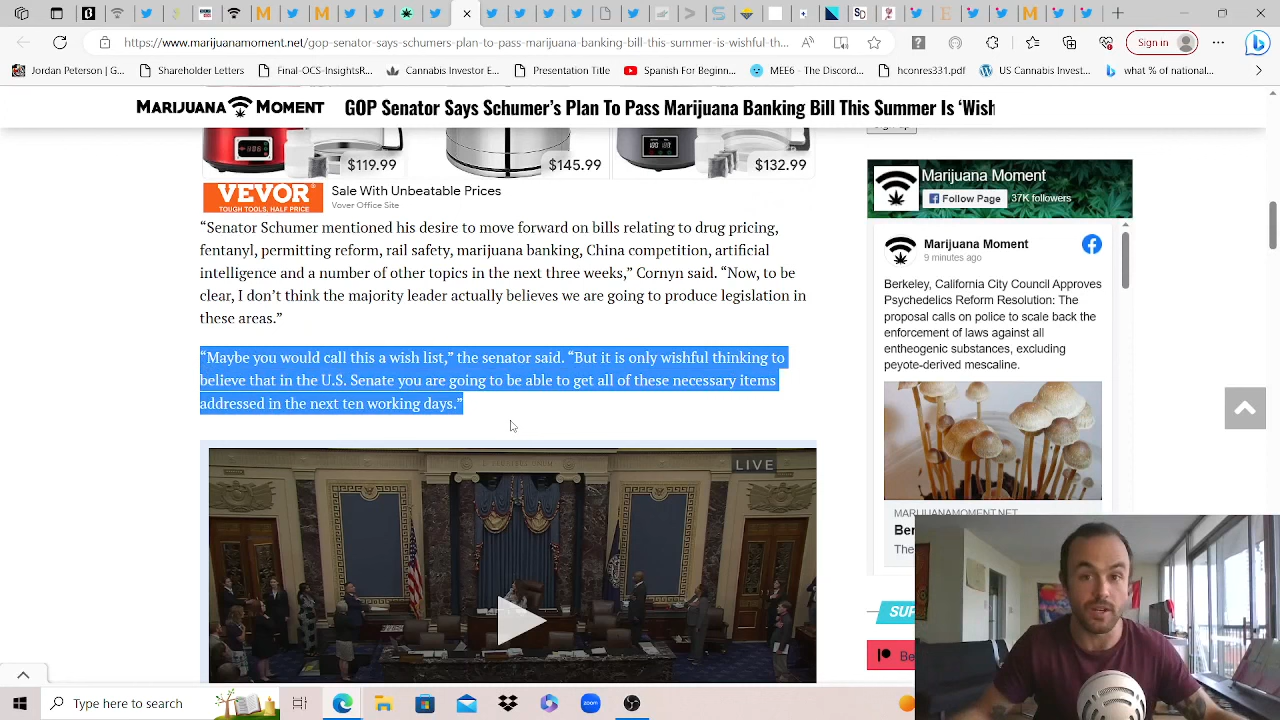 https://www.marijuanamoment.net/gop-senator-says-schumers-plan-to-pass-marijuana-banking-bill-this-summer-is-wishful-th...
Sign in
Jordan Peterson | G...
Shareholder Letters
OCS-InsightsR
Cannabis Investor F...
Presentation Title
Spanish For Beginn...
MEE6 - The Discord...
hconres31.pdf
US Cannabis Invest...
what % of national...
MARIJUANA MOMENT
GOP Senator Says Schumer’s Plan To Pass Marijuana Banking Bill This Summer Is ‘Wish
$119.99
$145.99
$132.99
VEVOR
TOUGH TOOLS, HALF PRICE
Sale With Unbeatable Prices
Vover Office Site
“Senator Schumer mentioned his desire to move forward on bills relating to drug pricing,
fentanyl, permitting reform, rail safety, marijuana banking, China competition, artificial
intelligence and a number of other topics in the next three weeks,” Cornyn said. “Now, to be
clear, I don’t think the majority leader actually believes we are going to produce legislation in
these areas.”
“Maybe you would call this a wish list,” the senator said. “But it is only wishful thinking to
believe that in the U.S. Senate you are going to be able to get all of these necessary items
addressed in the next ten working days.”
LIVE
Marijuana Moment
Follow Page
37K followers
Marijuana Moment
9 minutes ago
Berkeley, California City Council Approves
Psychedelics Reform Resolution: The
proposal calls on police to scale back the
enforcement of laws against all
entheogenic substances, excluding
peyote-derived mescaline.
MARIJUANAMOMENT.NET
Ber
The
SUP
Be
Type here to search
zoom